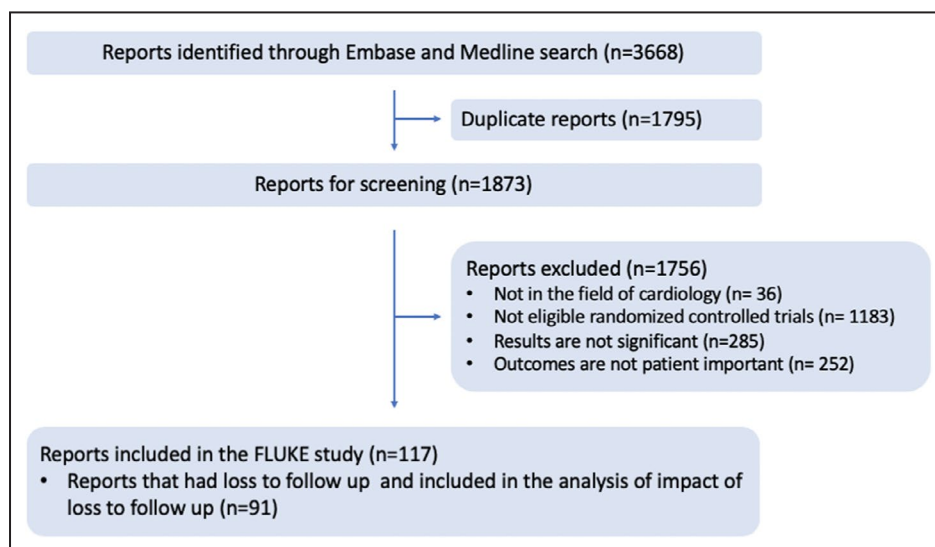 Reports identified through Embase and Medline search (n=3668)
Duplicate reports (n=1795)
Reports for screening (n=1873)
Reports excluded (n=1756)
• Not in the field of cardiology (n= 36)
• Not eligible randomized controlled trials (n= 1183)
• Results are not significant (n=285)
• Outcomes are not patient important (n= 252)
Reports included in the FLUKE study (n=117)
• Reports that had loss to follow up and included in the analysis of impact of
loss to follow up (n=91)